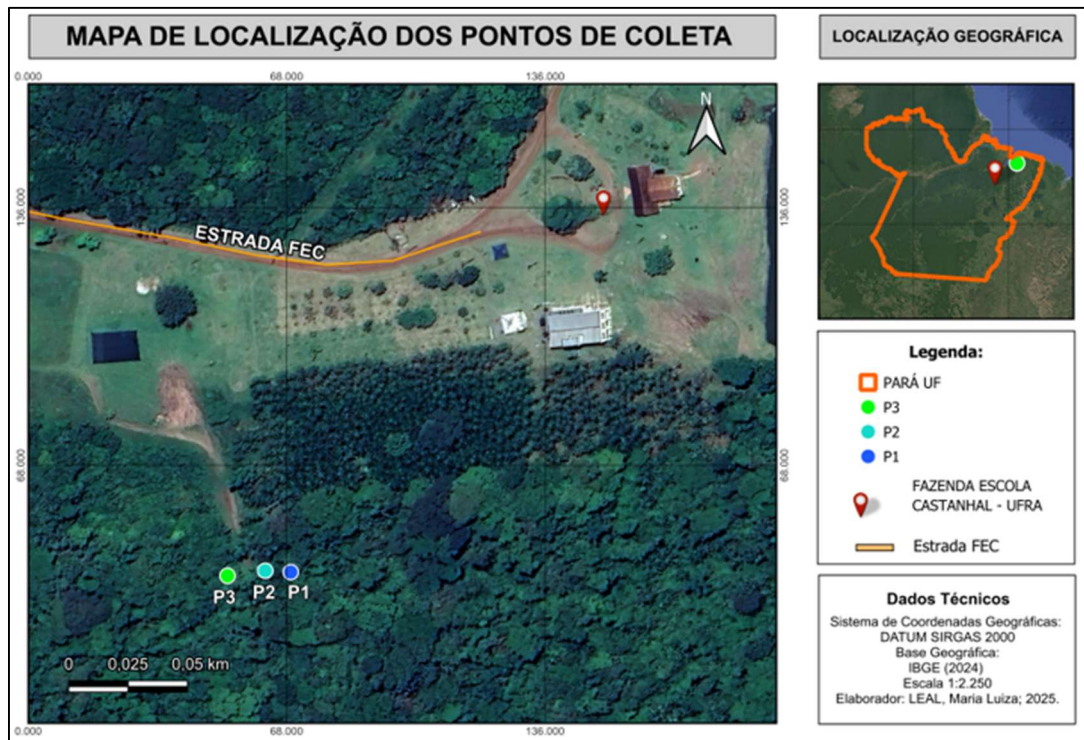 MAPA DE LOCALIZAÇÃO DOS PONTOS DE COLETA
0.000 68.000 136.000
N
136.000 136.000
ESTRADA FEC
68.000 68.000
P3 P2 P1
0 0,025 0,05 km
0.000 68.000 136.000
LOCALIZAÇÃO GEOGRÁFICA
Legenda:
PARÁ UF
P3
P2
P1
FAZENDA ESCOLA
CASTANHAL - UFRA
Estrada FEC
Dados Técnicos
Sistema de Coordenadas Geográficas:
DATUM SIRGAS 2000
Base Geográfica:
IBGE (2024)
Escala 1:2.250
Elaborador: LEAL, Maria Luiza; 2025.